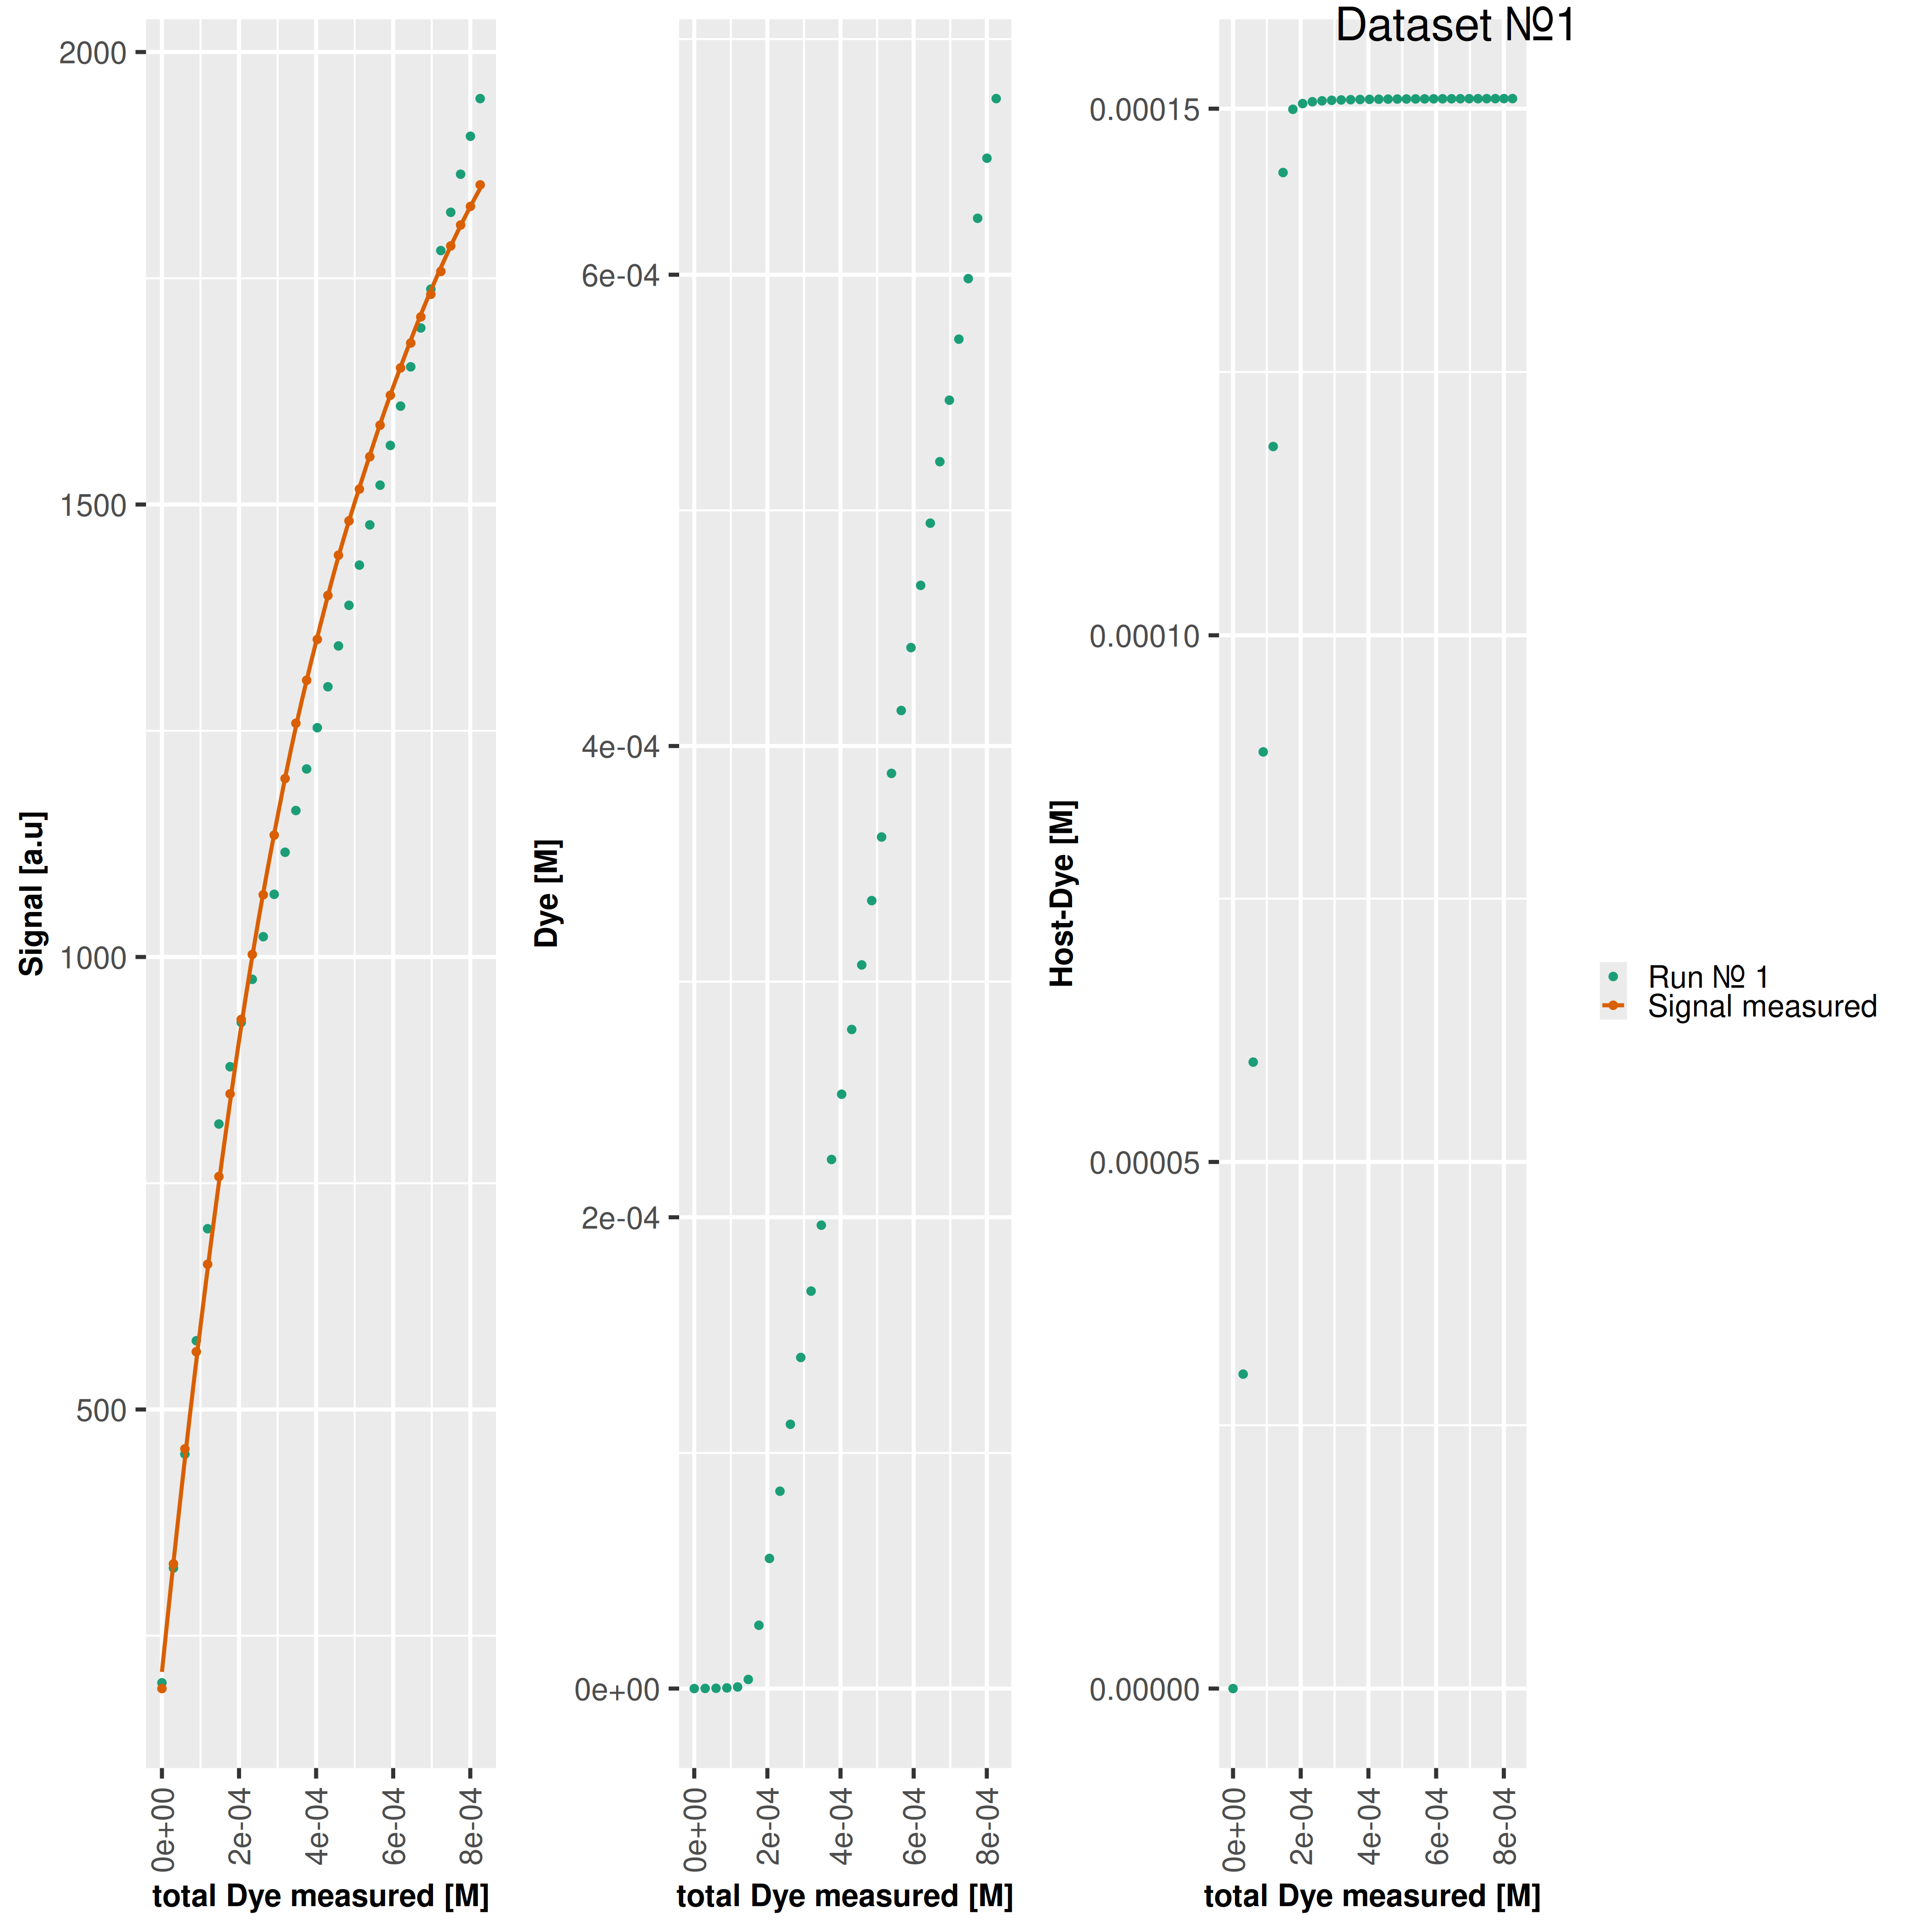 Dataset №1
Signal [a.u]
2000
1500
1000
500
0e+00
2e-04
4e-04
6e-04
8e-04
total Dye measured [M]
Dye [M]
6e-04
4e-04
2e-04
0e+00
0e+00
2e-04
4e-04
6e-04
8e-04
total Dye measured [M]
Host-Dye [M]
0.00015
0.00010
0.00005
0.00000
0e+00
2e-04
4e-04
6e-04
8e-04
total Dye measured [M]
Run № 1
Signal measured